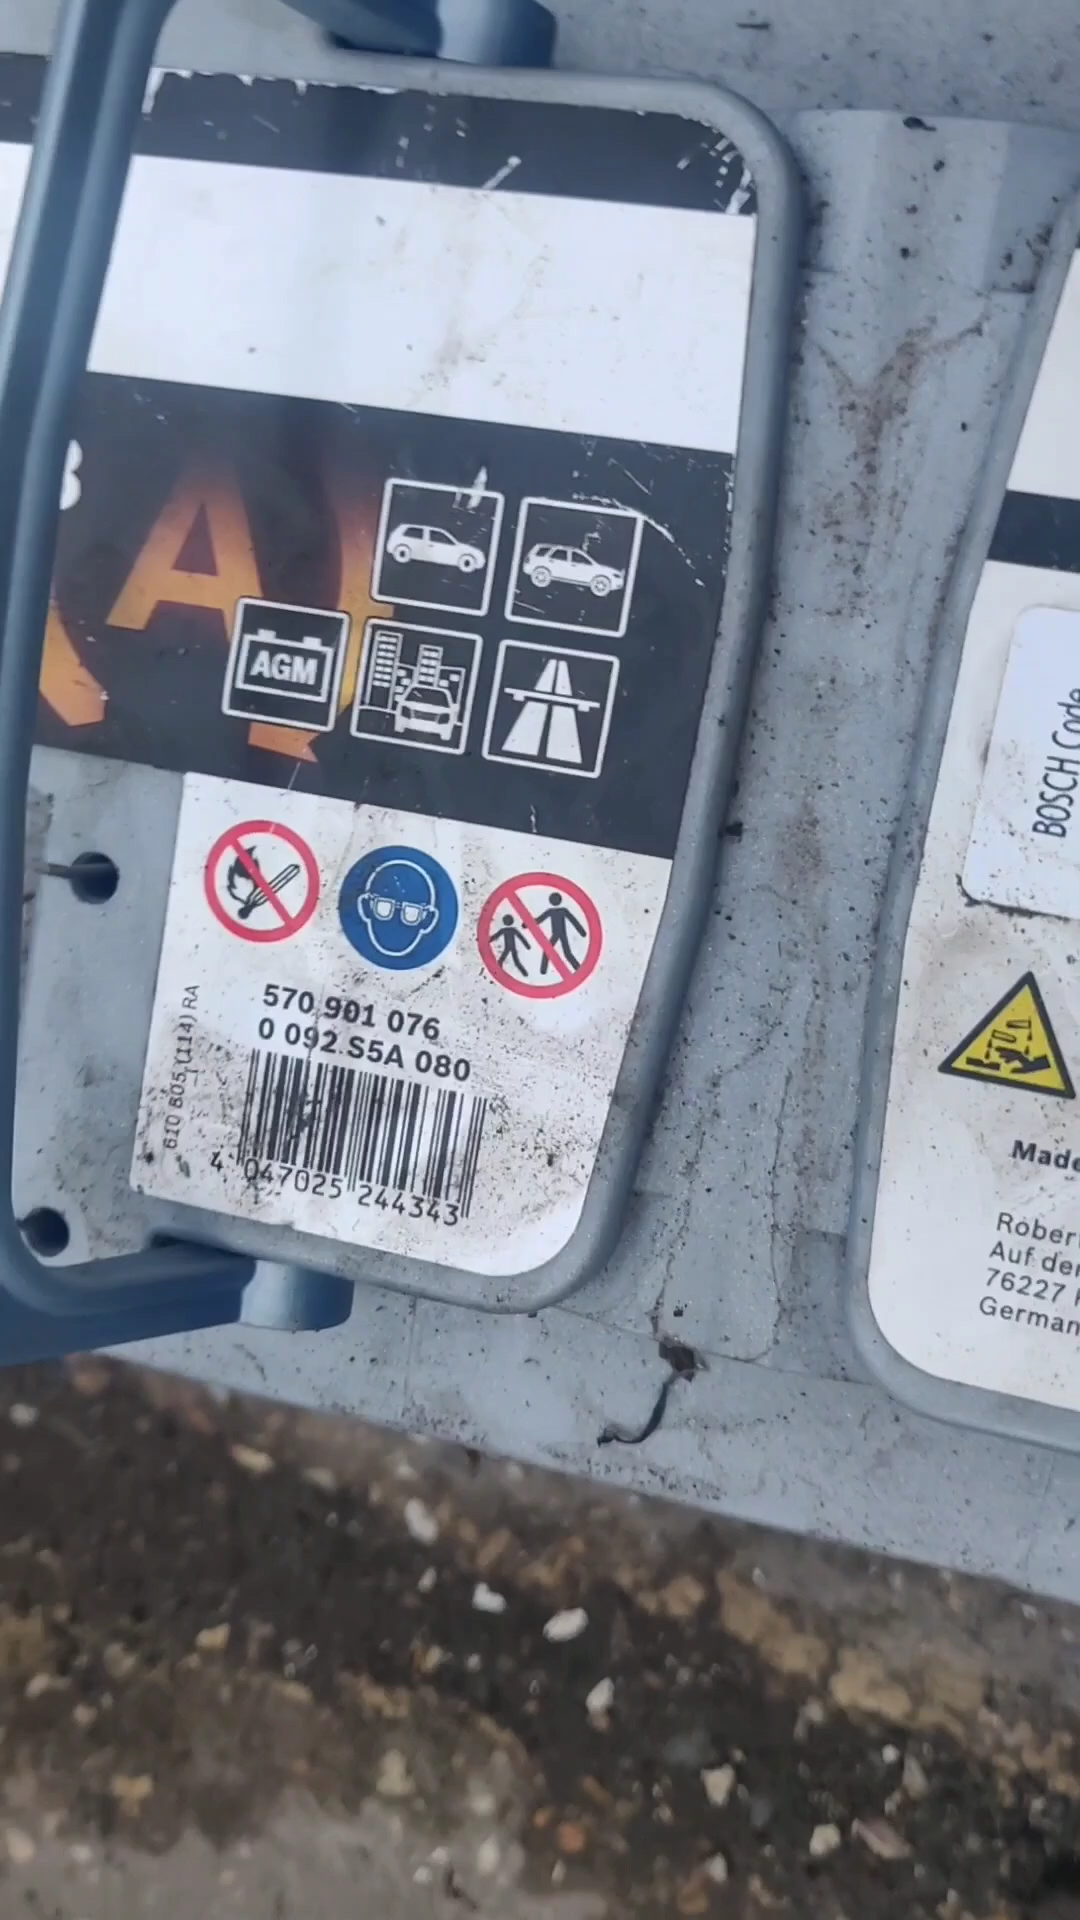 A
AGM
570 901 076
0 092 S5A 080
610 805 (114) RA
4 047025 244343
BOSCH Code
Made
Rober
Auf der
76227
German